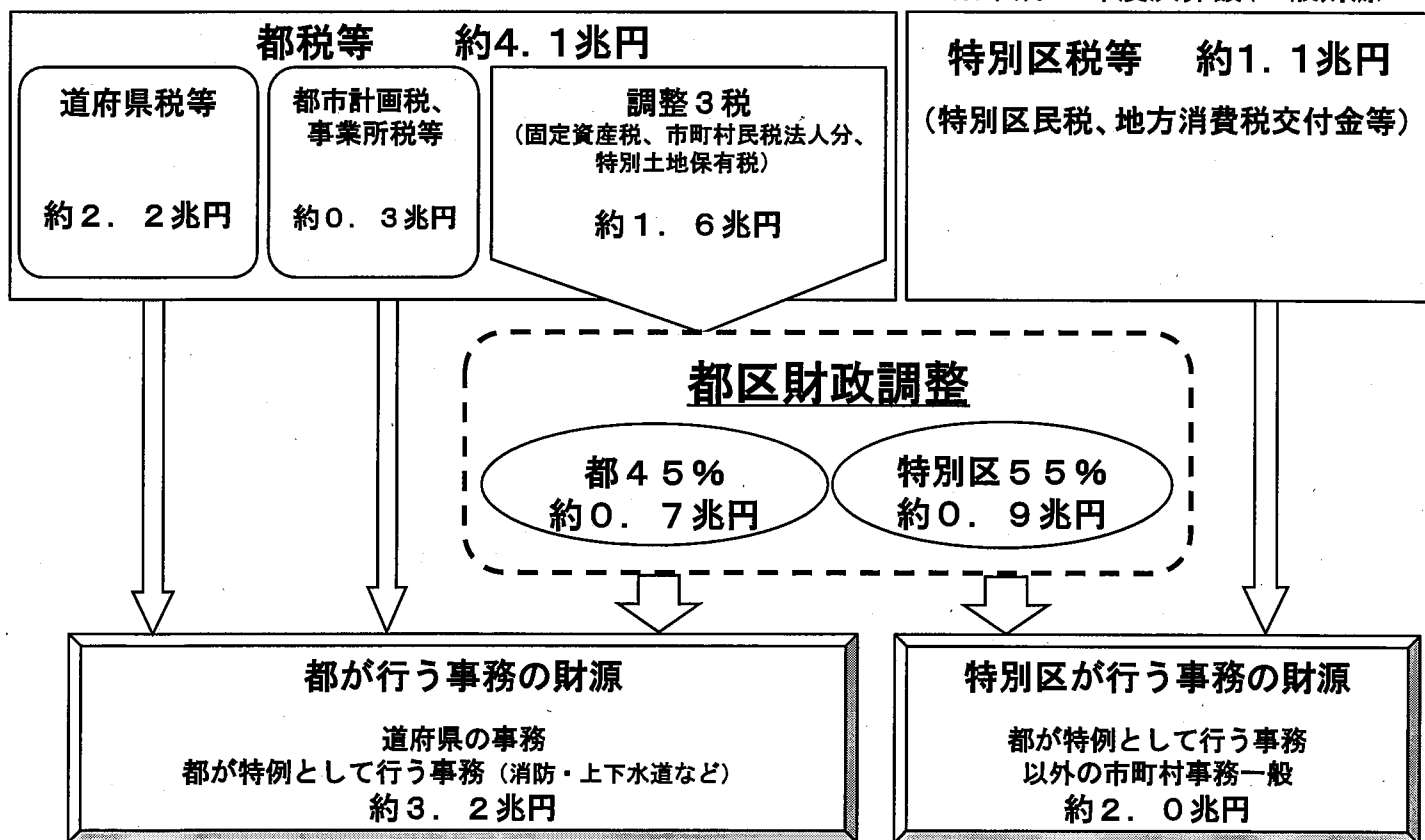 都税等 約4．1兆円
道府県税等
約2．2兆円
都市計画税、
事業所税等
約0．3兆円
調整３税
（固定資産税、市町村民税法人分、
特別土地保有税）
約1．6兆円
特別区税等 約1．1兆円
（特別区民税、地方消費税交付金等）
都区財政調整
都４５％
約０．７兆円
特別区５５％
約０．９兆円
都が行う事務の財源
道府県の事務
都が特例として行う事務（消防・上下水道など）
約３．２兆円
特別区が行う事務の財源
都が特例として行う事務
以外の市町村事務一般
約２．０兆円